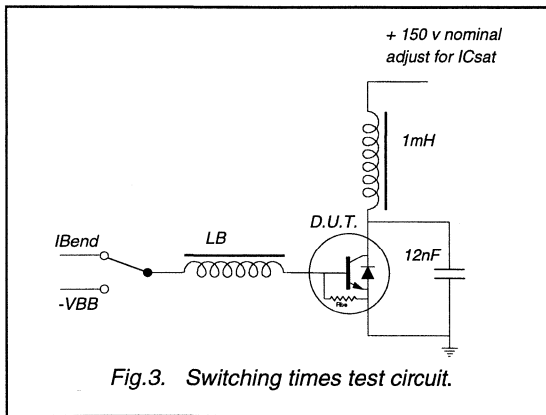 + 150 v nominal
adjust for ICsat
1mH
D.U.T.
LB
IBend
-VBB
12nF
Rbe
Fig.3. Switching times test circuit.